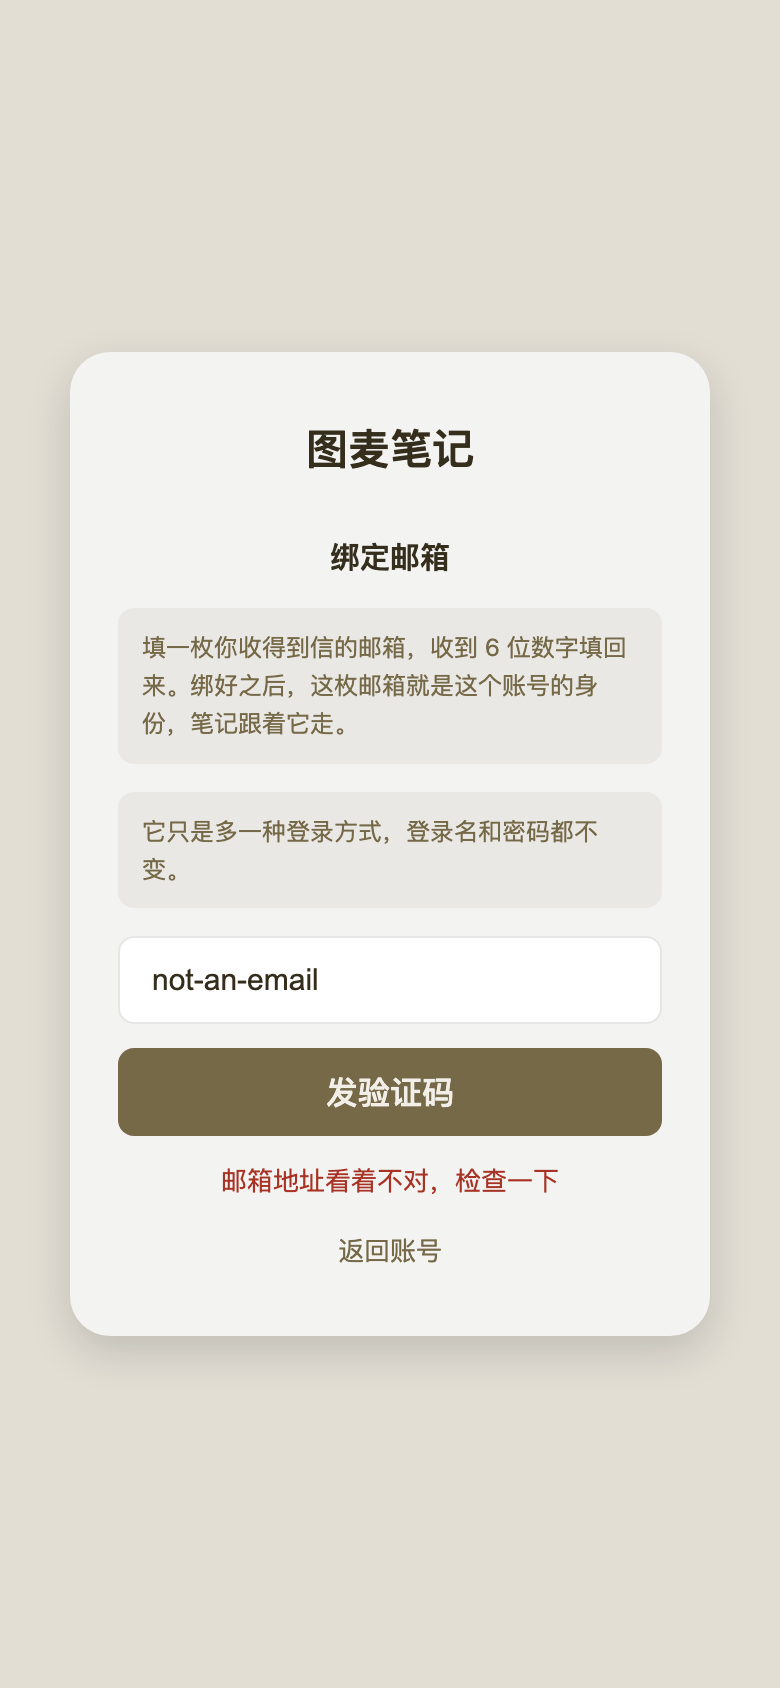 图麦笔记
绑定邮箱
填一枚你收得到信的邮箱，收到 6 位数字填回
来。绑好之后，这枚邮箱就是这个账号的身
份，笔记跟着它走。
它只是多一种登录方式，登录名和密码都不
变。
not-an-email
发验证码
邮箱地址看着不对，检查一下
返回账号